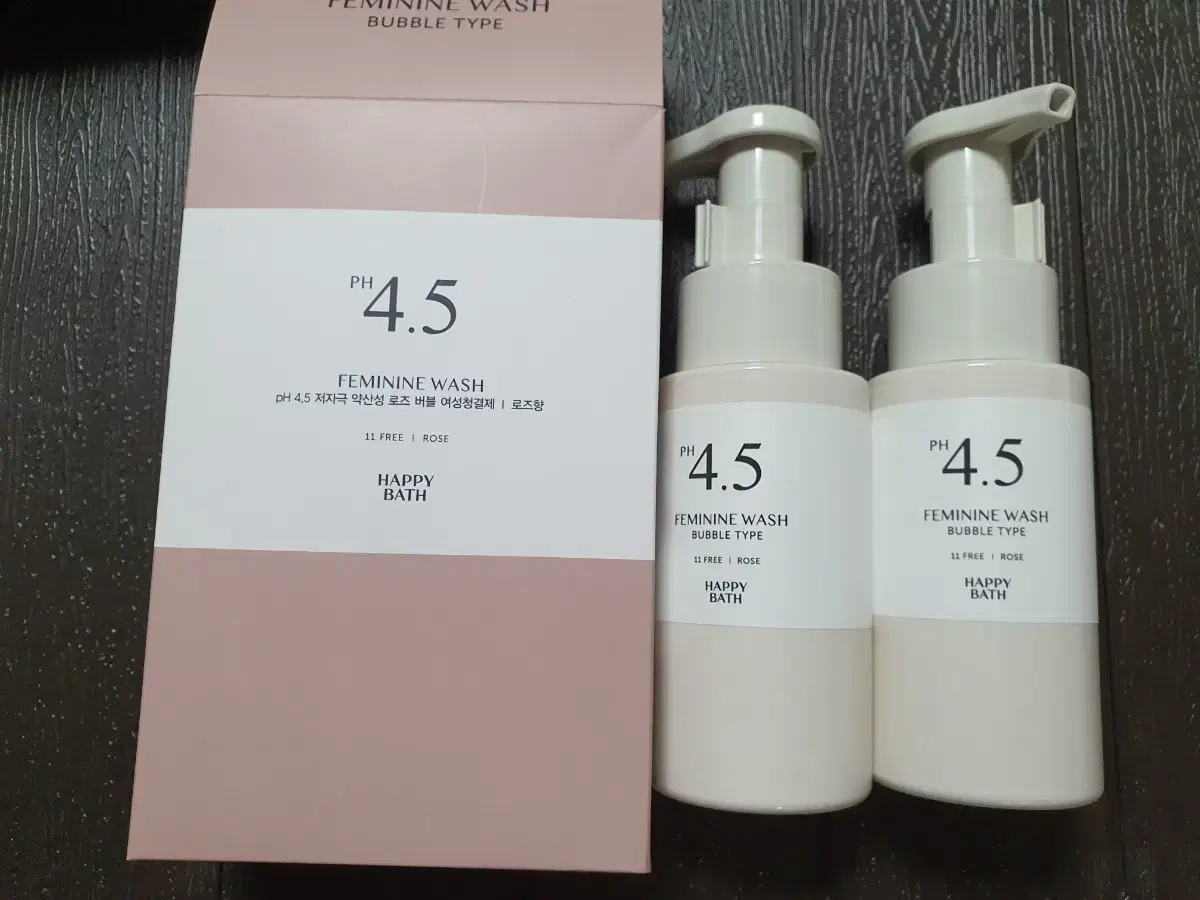 FEMININE WASH
BUBBLE TYPE
PH 4.5
FEMININE WASH
pH 4.5 저자극 약산성 로즈 버블 여성청결제 | 로즈향
11 FREE | ROSE
HAPPY
BATH
PH 4.5
FEMININE WASH
BUBBLE TYPE
11 FREE | ROSE
HAPPY
BATH
PH 4.5
FEMININE WASH
BUBBLE TYPE
11 FREE | ROSE
HAPPY
BATH